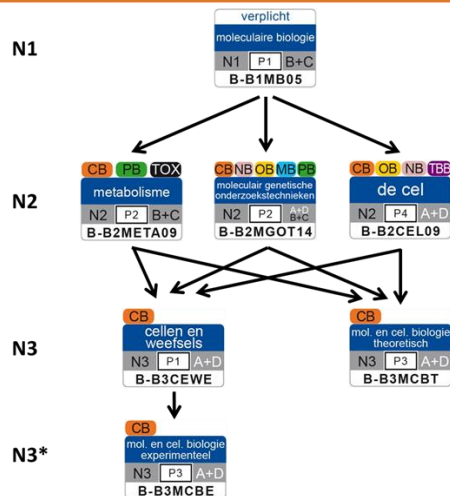 verplicht
N1
moleculaire biologie
N1 P1 B+C
B-B1MB05
CB PB TOX
CB NB OB MB PB
CB OB NB TBB
N2
metabolisme
moleculair genetische
onderzoekstechnieken
de cel
N2 P2 B+C
N2 P2 A+D
B+C
N2 P4 A+D
B-B2META09
B-B2MGOT14
B-B2CEL09
CB
CB
N3
cellen en
weefsels
mol. en cel. biologie
theoretisch
N3 P1 A+D
N3 P3 A+D
B-B3CEWE
B-B3MCBT
CB
N3*
mol. en cel. biologie
experimenteel
N3 P3 A+D
B-B3MCBE